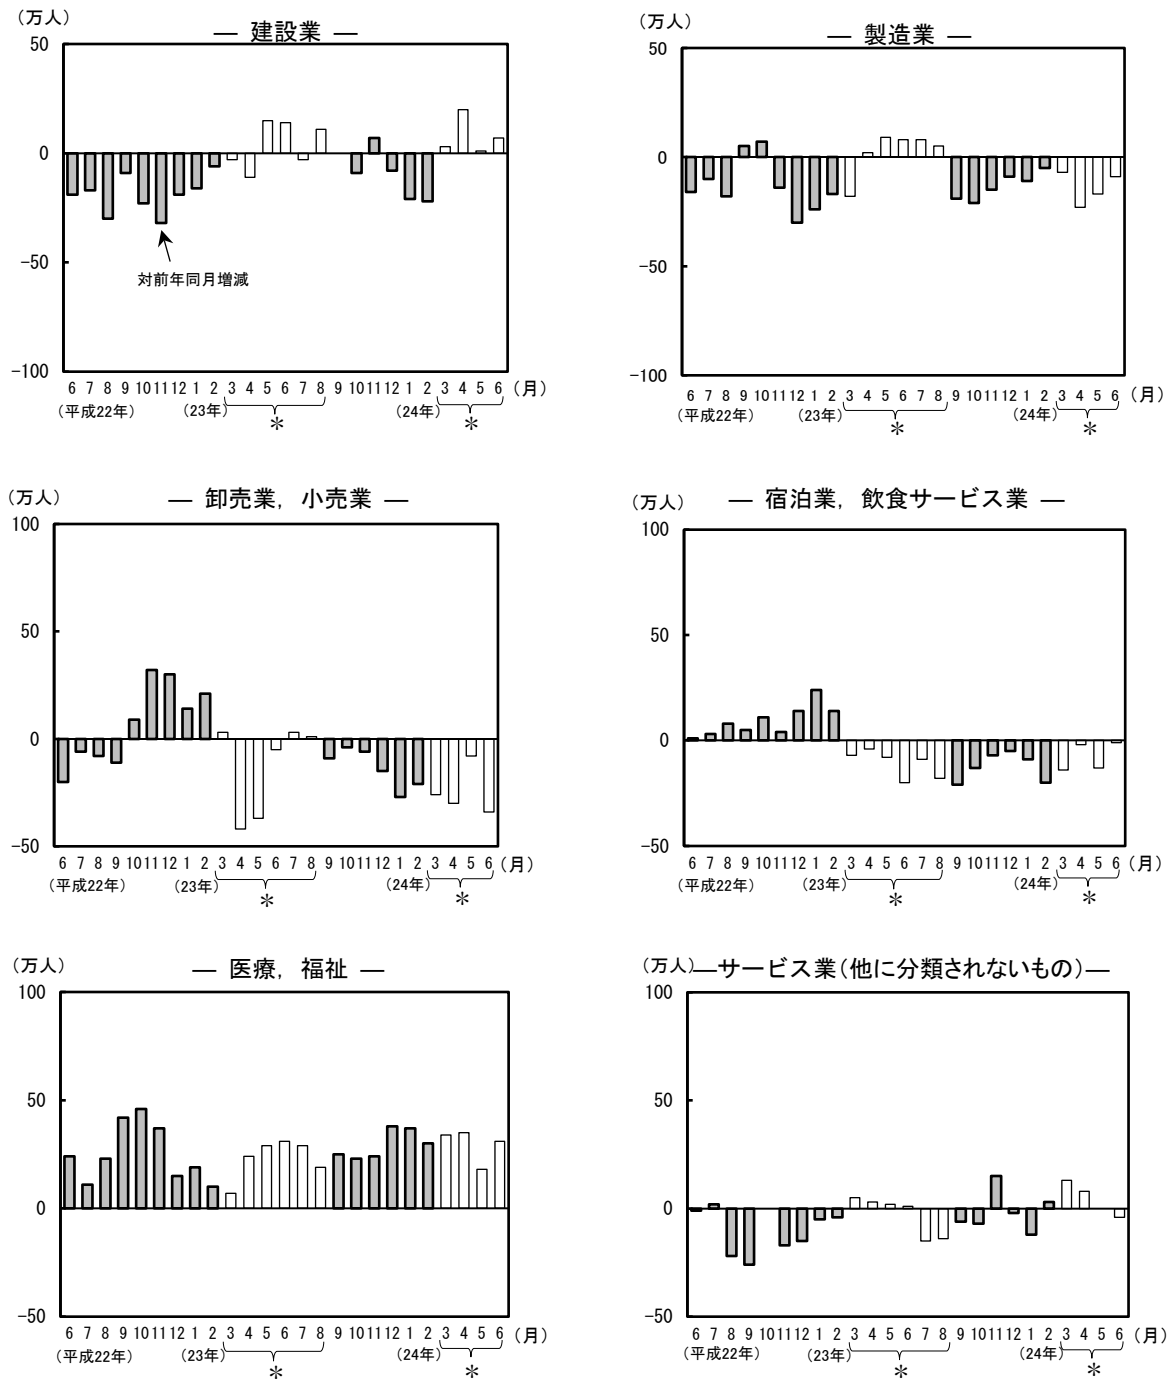 （万人）
― 建設業 ―
50
0
-50
-100
対前年同月増減
6 7 8 9 10 11 12 1 2 3 4 5 6 7 8 9 10 11 12 1 2 3 4 5 6 （月）
（平成22年） （23年） （24年）
＊ ＊
（万人）
― 製造業 ―
50
0
-50
-100
6 7 8 9 10 11 12 1 2 3 4 5 6 7 8 9 10 11 12 1 2 3 4 5 6 （月）
（平成22年） （23年） （24年）
＊ ＊
（万人）
― 卸売業，小売業 ―
100
50
0
-50
6 7 8 9 10 11 12 1 2 3 4 5 6 7 8 9 10 11 12 1 2 3 4 5 6 （月）
（平成22年） （23年） （24年）
＊ ＊
（万人）
― 宿泊業，飲食サービス業 ―
100
50
0
-50
6 7 8 9 10 11 12 1 2 3 4 5 6 7 8 9 10 11 12 1 2 3 4 5 6 （月）
（平成22年） （23年） （24年）
＊ ＊
（万人）
― 医療，福祉 ―
100
50
0
-50
6 7 8 9 10 11 12 1 2 3 4 5 6 7 8 9 10 11 12 1 2 3 4 5 6 （月）
（平成22年） （23年） （24年）
＊ ＊
（万人）
―サービス業（他に分類されないもの）―
100
50
0
-50
6 7 8 9 10 11 12 1 2 3 4 5 6 7 8 9 10 11 12 1 2 3 4 5 6 （月）
（平成22年） （23年） （24年）
＊ ＊